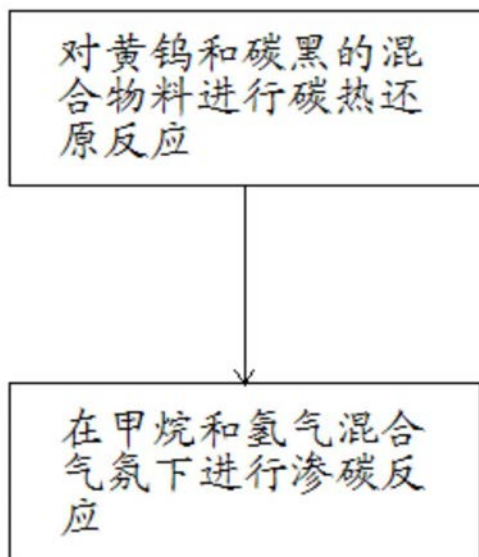 对黄钨和碳黑的混
合物料进行碳热还
原反应
在甲烷和氢气混合
气氛下进行渗碳反
应